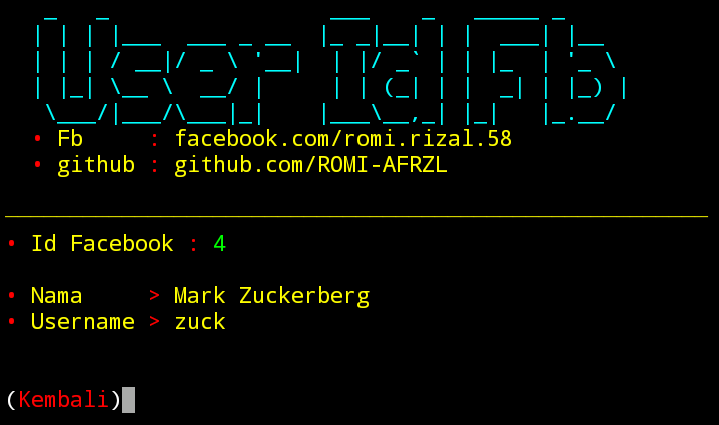 User Id Fb
• Fb : facebook.com/romi.rizal.58
• github : github.com/ROMI-AFRZL
• Id Facebook : 4
• Nama > Mark Zuckerberg
• Username > zuck
(Kembali)